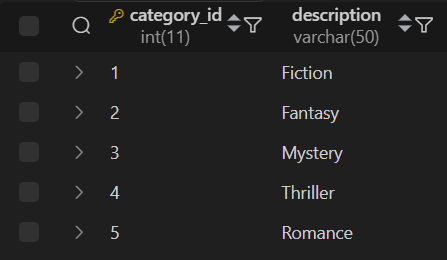 category_id description
int(11) varchar(50)
1 Fiction
2 Fantasy
3 Mystery
4 Thriller
5 Romance